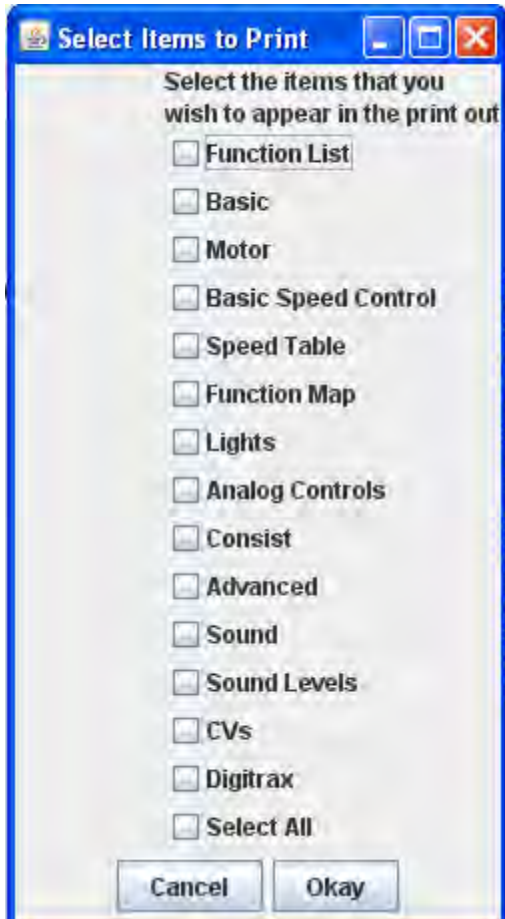 Select Items to Print
Select the items that you
wish to appear in the print out
Function List
Basic
Motor
Basic Speed Control
Speed Table
Function Map
Lights
Analog Controls
Consist
Advanced
Sound
Sound Levels
CVs
Digitrax
Select All
Cancel Okay